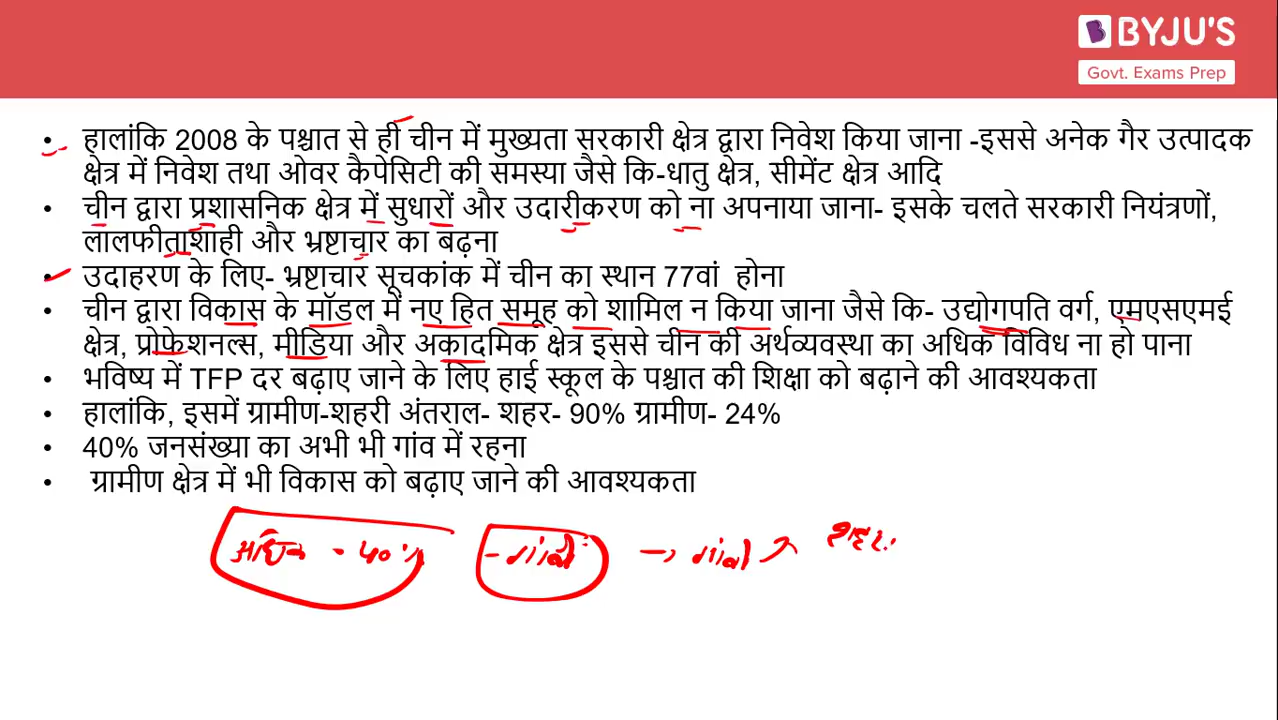 BYJU'S
Govt. Exams Prep
• हालांकि 2008 के पश्चात से ही चीन में मुख्यता सरकारी क्षेत्र द्वारा निवेश किया जाना -इससे अनेक गैर उत्पादक
क्षेत्र में निवेश तथा ओवर कैपेसिटी की समस्या जैसे कि-धातु क्षेत्र, सीमेंट क्षेत्र आदि
• चीन द्वारा प्रशासनिक क्षेत्र में सुधारों और उदारीकरण को ना अपनाया जाना- इसके चलते सरकारी नियंत्रणों,
लालफीताशाही और भ्रष्टाचार का बढ़ना
• उदाहरण के लिए- भ्रष्टाचार सूचकांक में चीन का स्थान 77वां होना
• चीन द्वारा विकास के मॉडल में नए हित समूह को शामिल न किया जाना जैसे कि- उद्योगपति वर्ग, एमएसएमई
क्षेत्र, प्रोफेशनल्स, मीडिया और अकादमिक क्षेत्र इससे चीन की अर्थव्यवस्था का अधिक विविध ना हो पाना
• भविष्य में TFP दर बढ़ाए जाने के लिए हाई स्कूल के पश्चात की शिक्षा को बढ़ाने की आवश्यकता
• हालांकि, इसमें ग्रामीण-शहरी अंतराल- शहर- 90% ग्रामीण- 24%
• 40% जनसंख्या का अभी भी गांव में रहना
• ग्रामीण क्षेत्र में भी विकास को बढ़ाए जाने की आवश्यकता
40%